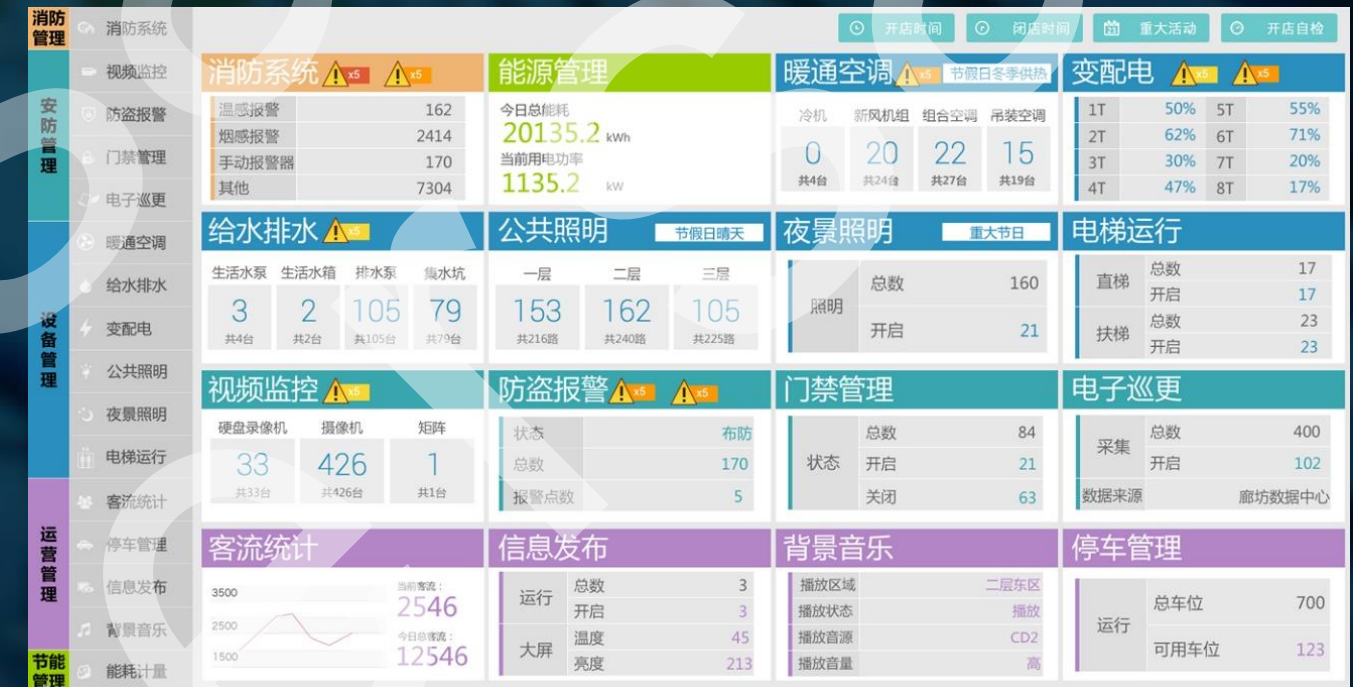 消防管理
消防系统
开店时间
闭店时间
重大活动
开店自检
安防管理
视频监控
防盗报警
门禁管理
电子巡更
设备管理
暖通空调
给水排水
变配电
公共照明
夜景照明
电梯运行
运营管理
客流统计
停车管理
信息发布
背景音乐
节能管理
能耗计量
消防系统 x5 x5
温感报警 162
烟感报警 2414
手动报警器 170
其他 7304
能源管理
今日总能耗
20135.2 kWh
当前用电功率
1135.2 kW
暖通空调 x5 节假日冬季供热
冷机 新风机组 组合空调 吊装空调
0 20 22 15
共4台 共24台 共27台 共19台
变配电 x5 x5
1T 50% 5T 55%
2T 62% 6T 71%
3T 30% 7T 20%
4T 47% 8T 17%
给水排水 x5
生活水泵 生活水箱 排水泵 集水坑
3 2 105 79
共4台 共2台 共105台 共79台
公共照明 节假日晴天
一层 二层 三层
153 162 105
共216路 共240路 共225路
夜景照明 重大节日
照明
总数 160
开启 21
电梯运行
直梯
总数 17
开启 17
扶梯
总数 23
开启 23
视频监控 x5
硬盘录像机 摄像机 矩阵
33 426 1
共33台 共426台 共1台
防盗报警 x5 x5
状态 布防
总数 170
报警点数 5
门禁管理
状态
总数 84
开启 21
关闭 63
电子巡更
采集
总数 400
开启 102
数据来源 廊坊数据中心
客流统计
3500
2500
1500
当前客流：
2546
今日总客流：
12546
信息发布
运行
总数 3
开启 3
大屏
温度 45
亮度 213
背景音乐
播放区域 二层东区
播放状态 播放
播放音源 CD2
播放音量 高
停车管理
运行
总车位 700
可用车位 123